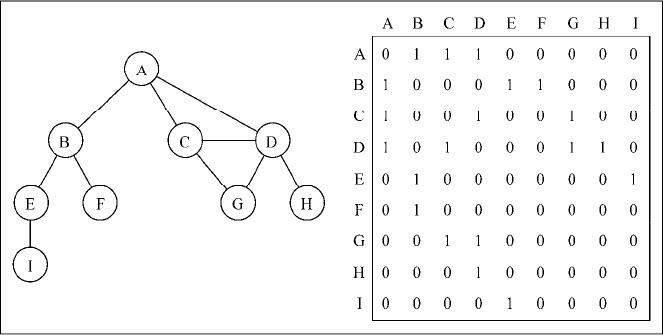 A
B
C
D
E
F
G
H
I
A B C D E F G H I
A 0 1 1 1 0 0 0 0 0
B 1 0 0 0 1 1 0 0 0
C 1 0 0 1 0 0 1 0 0
D 1 0 1 0 0 0 1 1 0
E 0 1 0 0 0 0 0 0 1
F 0 1 0 0 0 0 0 0 0
G 0 0 1 1 0 0 0 0 0
H 0 0 0 1 0 0 0 0 0
I 0 0 0 0 1 0 0 0 0